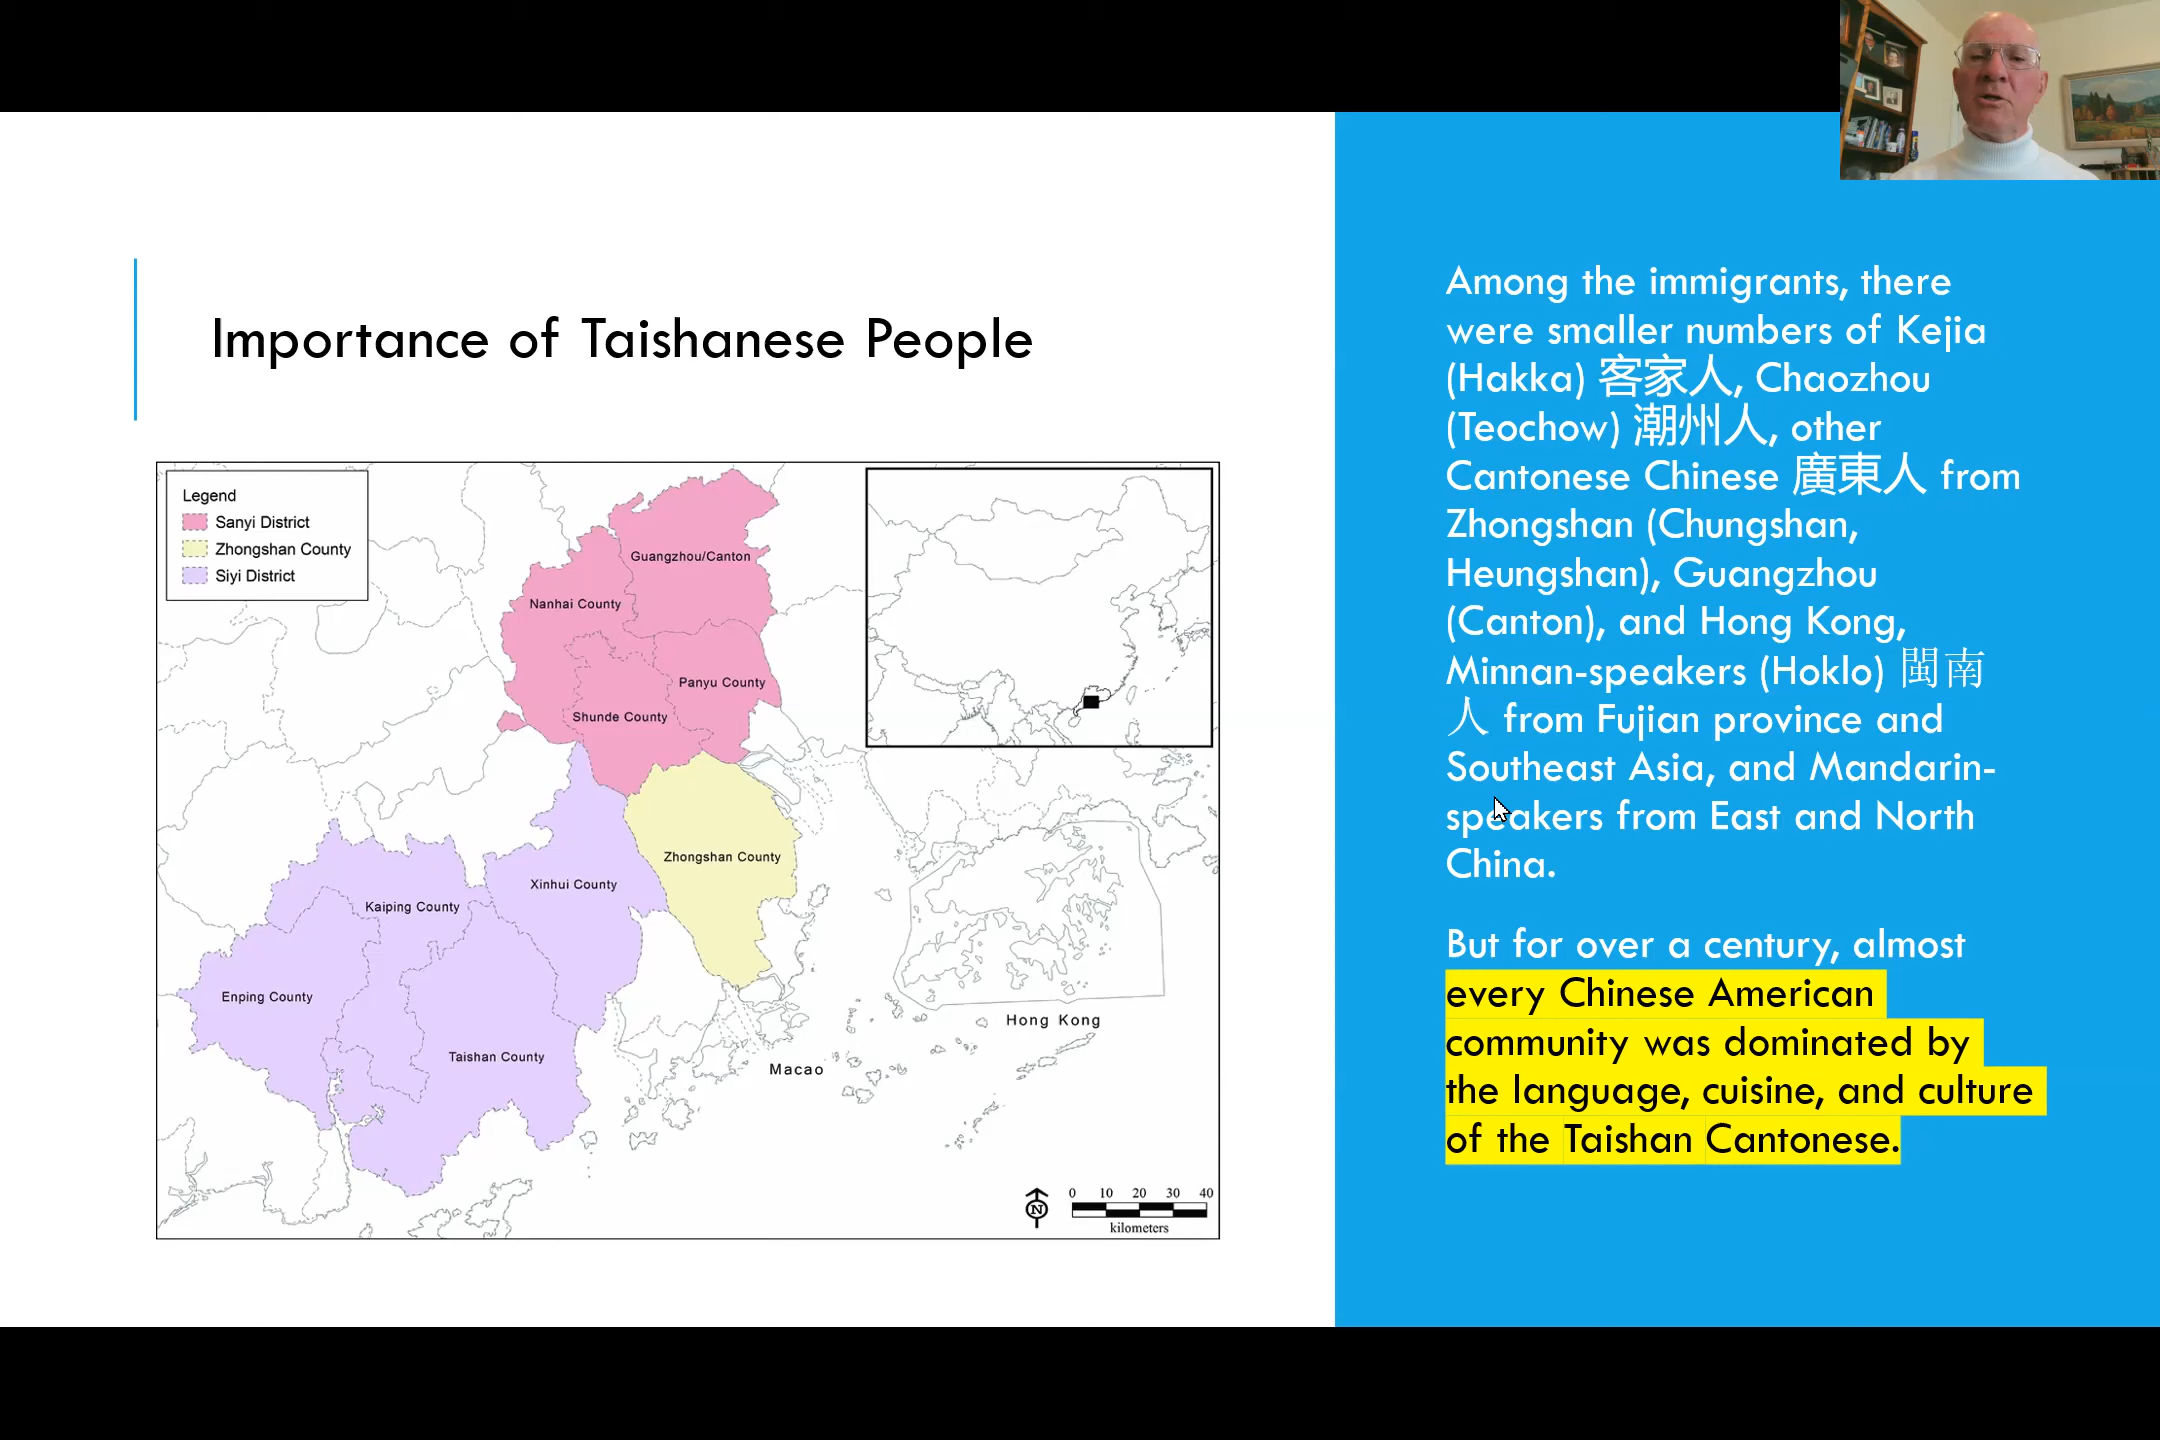 Importance of Taishanese People
Legend
Sanyi District
Zhongshan County
Siyi District
Guangzhou/Canton
Nanhai County
Panyu County
Shunde County
Zhongshan County
Xinhui County
Kaiping County
Enping County
Taishan County
Hong Kong
Macao
N
0 10 20 30 40
kilometers
Among the immigrants, there
were smaller numbers of Kejia
(Hakka) 客家人, Chaozhou
(Teochow) 潮州人, other
Cantonese Chinese 廣東人 from
Zhongshan (Chungshan,
Heungshan), Guangzhou
(Canton), and Hong Kong,
Minnan-speakers (Hoklo) 閩南
人 from Fujian province and
Southeast Asia, and Mandarin-
speakers from East and North
China.
But for over a century, almost
every Chinese American
community was dominated by
the language, cuisine, and culture
of the Taishan Cantonese.